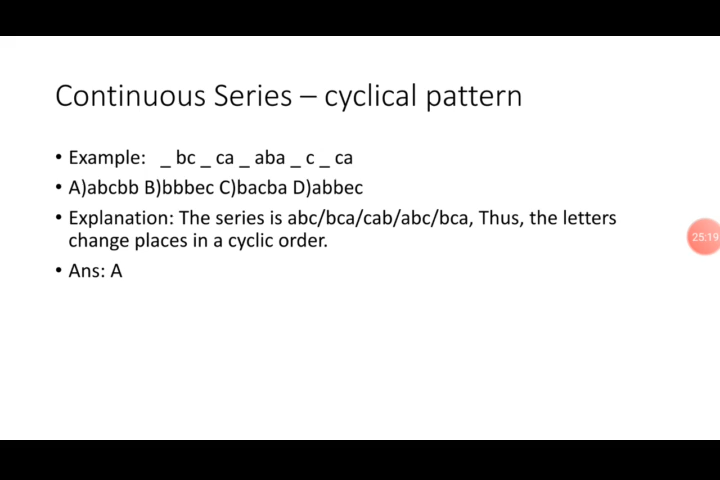 Continuous Series – cyclical pattern
• Example: _ bc _ ca _ aba _ c _ ca
• A)abcbb B)bbbec C)bacba D)abbec
• Explanation: The series is abc/bca/cab/abc/bca, Thus, the letters
change places in a cyclic order.
• Ans: A
25:19